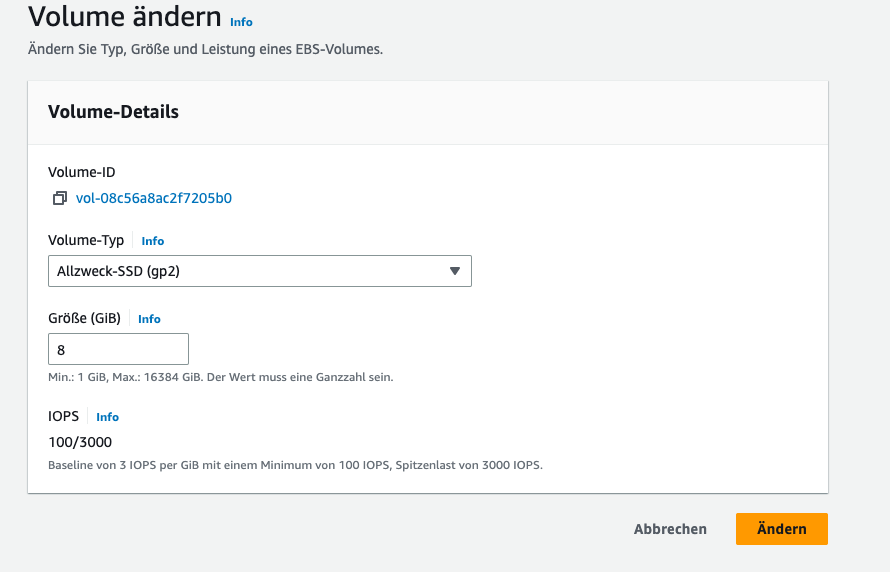 Volume ändern Info
Ändern Sie Typ, Größe und Leistung eines EBS-Volumes.
Volume-Details
Volume-ID
vol-08c56a8ac2f7205b0
Volume-Typ Info
Allzweck-SSD (gp2)
Größe (GiB) Info
8
Min.: 1 GiB, Max.: 16384 GiB. Der Wert muss eine Ganzzahl sein.
IOPS Info
100/3000
Baseline von 3 IOPS per GiB mit einem Minimum von 100 IOPS, Spitzenlast von 3000 IOPS.
Abbrechen Ändern